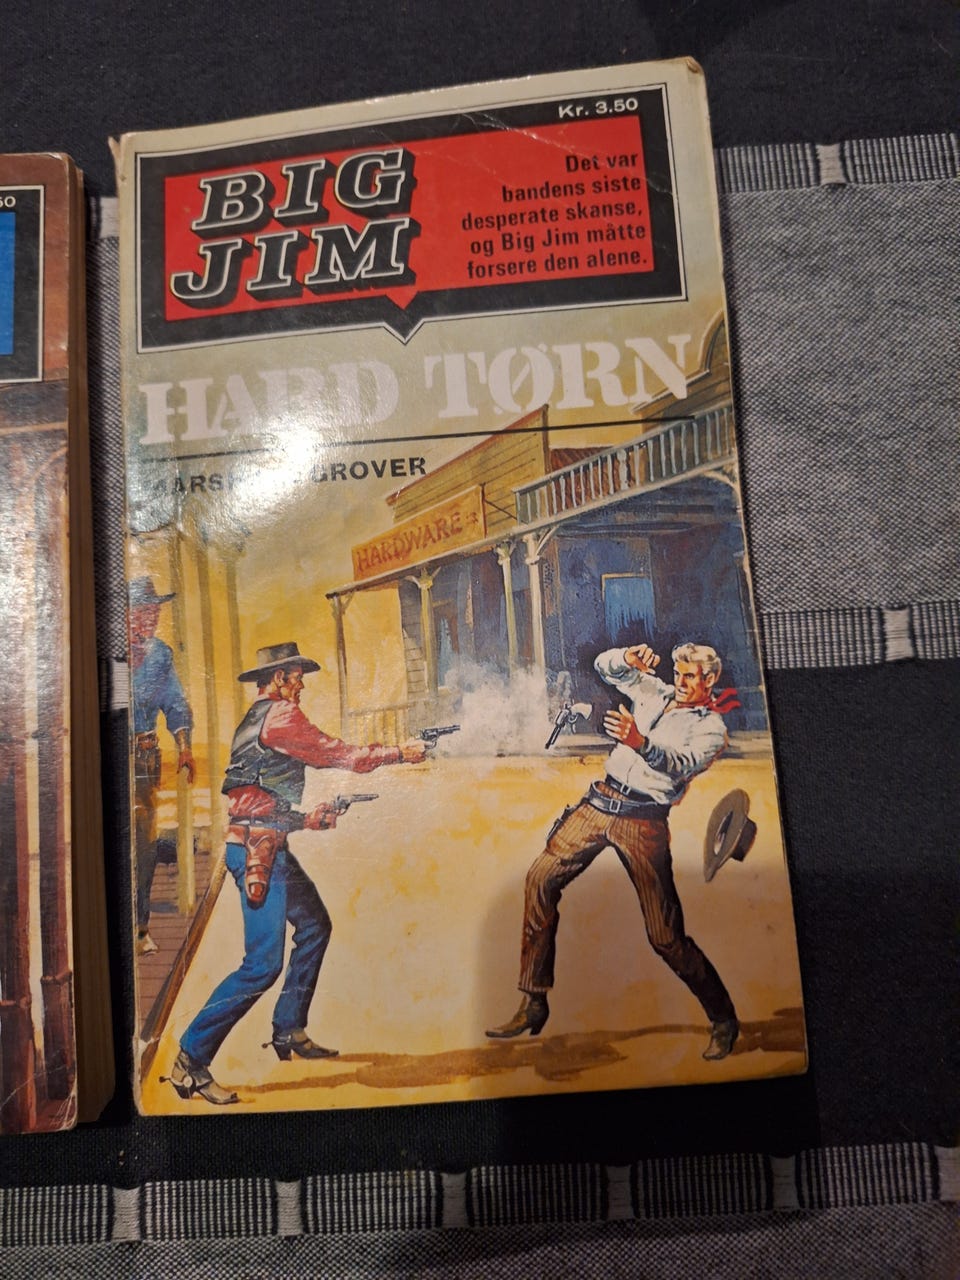 Kr. 3.50
BIG
JIM
Det var
bandens siste
desperate skanse,
og Big Jim måtte
forsere den alene.
HARD TØRN
GROVER
HARDWARE
50